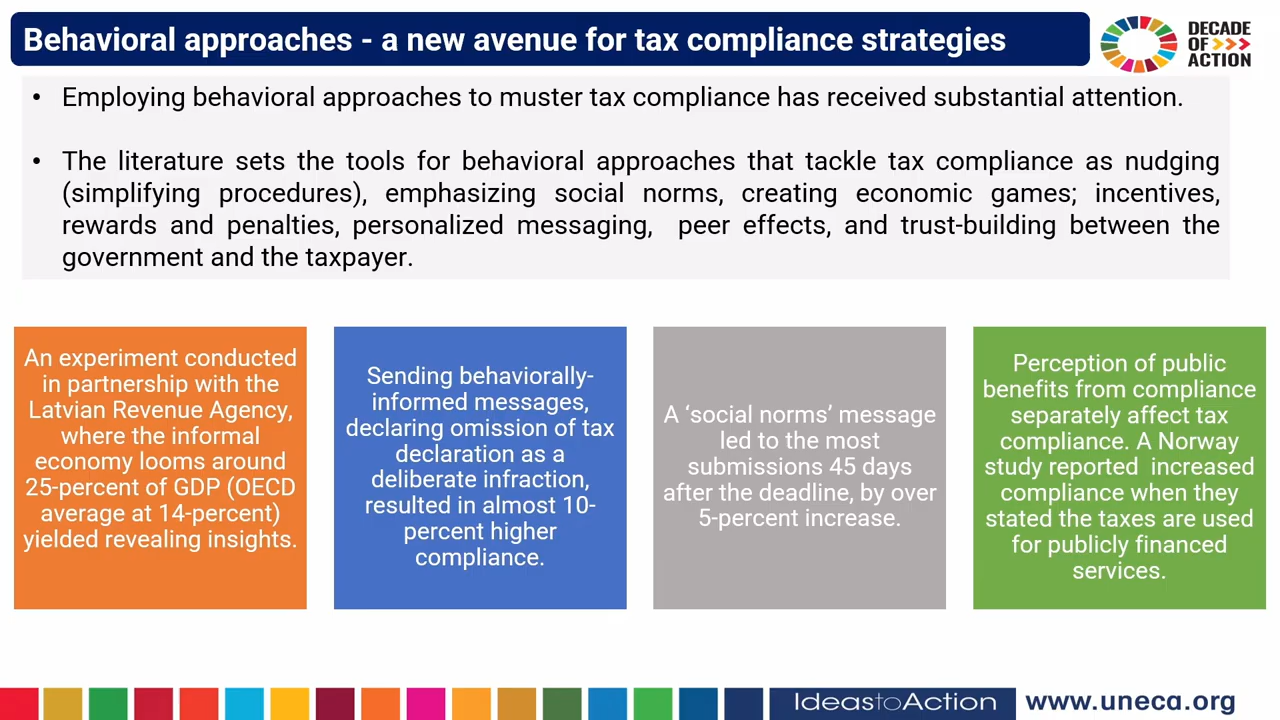 Behavioral approaches - a new avenue for tax compliance strategies
DECADE
OF >>>
ACTION
• Employing behavioral approaches to muster tax compliance has received substantial attention.
• The literature sets the tools for behavioral approaches that tackle tax compliance as nudging
(simplifying procedures), emphasizing social norms, creating economic games; incentives,
rewards and penalties, personalized messaging, peer effects, and trust-building between the
government and the taxpayer.
An experiment conducted
in partnership with the
Latvian Revenue Agency,
where the informal
economy looms around
25-percent of GDP (OECD
average at 14-percent)
yielded revealing insights.
Sending behaviorally-
informed messages,
declaring omission of tax
declaration as a
deliberate infraction,
resulted in almost 10-
percent higher
compliance.
A ‘social norms’ message
led to the most
submissions 45 days
after the deadline, by over
5-percent increase.
Perception of public
benefits from compliance
separately affect tax
compliance. A Norway
study reported increased
compliance when they
stated the taxes are used
for publicly financed
services.
IdeastoAction
www.uneca.org